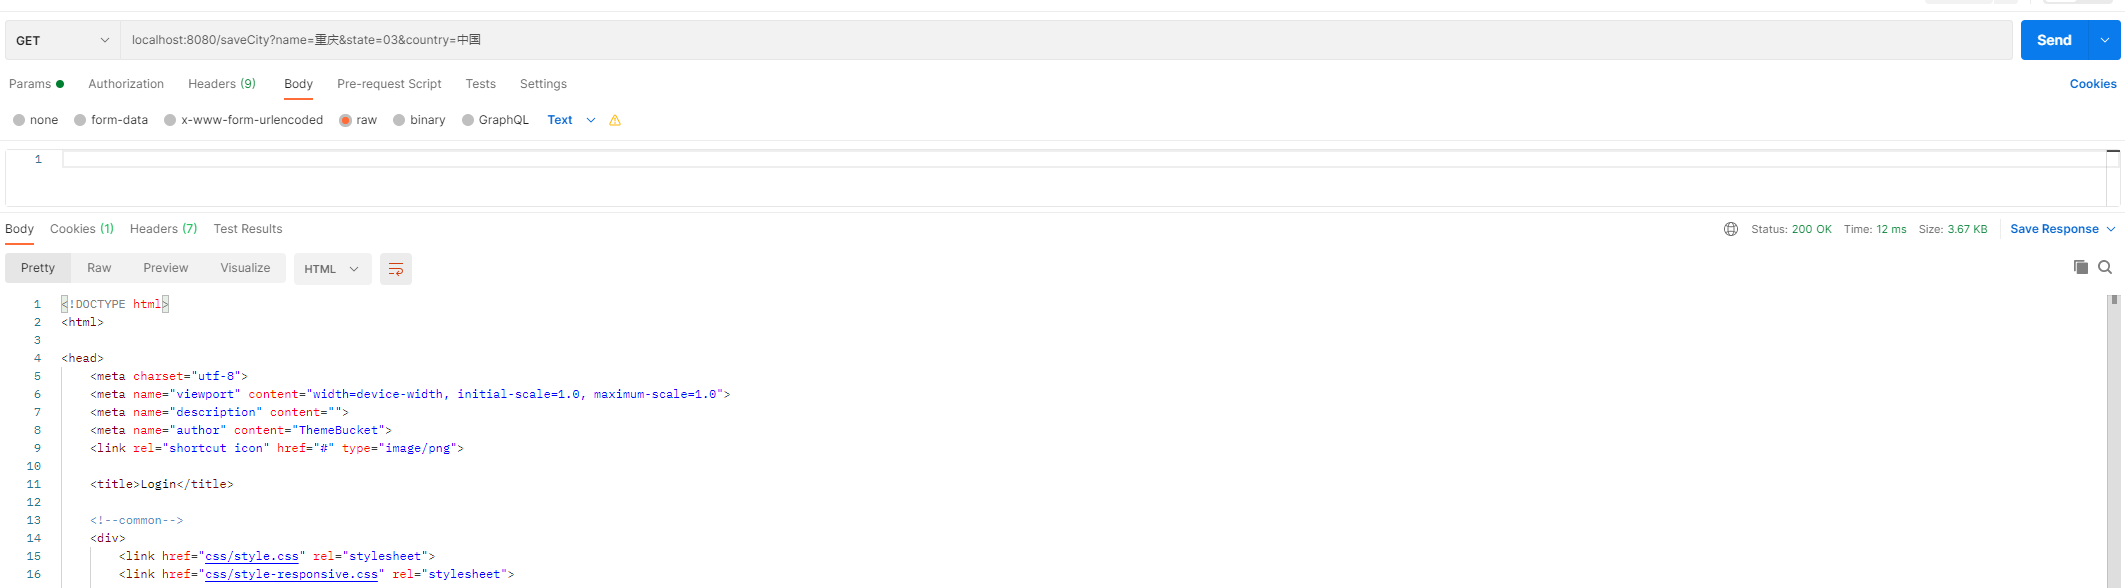 GET localhost:8080/saveCity?name=重庆&state=03&country=中国 Send
Params Authorization Headers (9) Body Pre-request Script Tests Settings Cookies
none form-data x-www-form-urlencoded raw binary GraphQL Text
1
Body Cookies (1) Headers (7) Test Results Status: 200 OK Time: 12 ms Size: 3.67 KB Save Response
Pretty Raw Preview Visualize HTML
1 <!DOCTYPE html>
2 <html>
3
4 <head>
5 <meta charset="utf-8">
6 <meta name="viewport" content="width=device-width, initial-scale=1.0, maximum-scale=1.0">
7 <meta name="description" content="">
8 <meta name="author" content="ThemeBucket">
9 <link rel="shortcut icon" href="#" type="image/png">
10
11 <title>Login</title>
12
13 <!--common-->
14 <div>
15 <link href="css/style.css" rel="stylesheet">
16 <link href="css/style-responsive.css" rel="stylesheet">